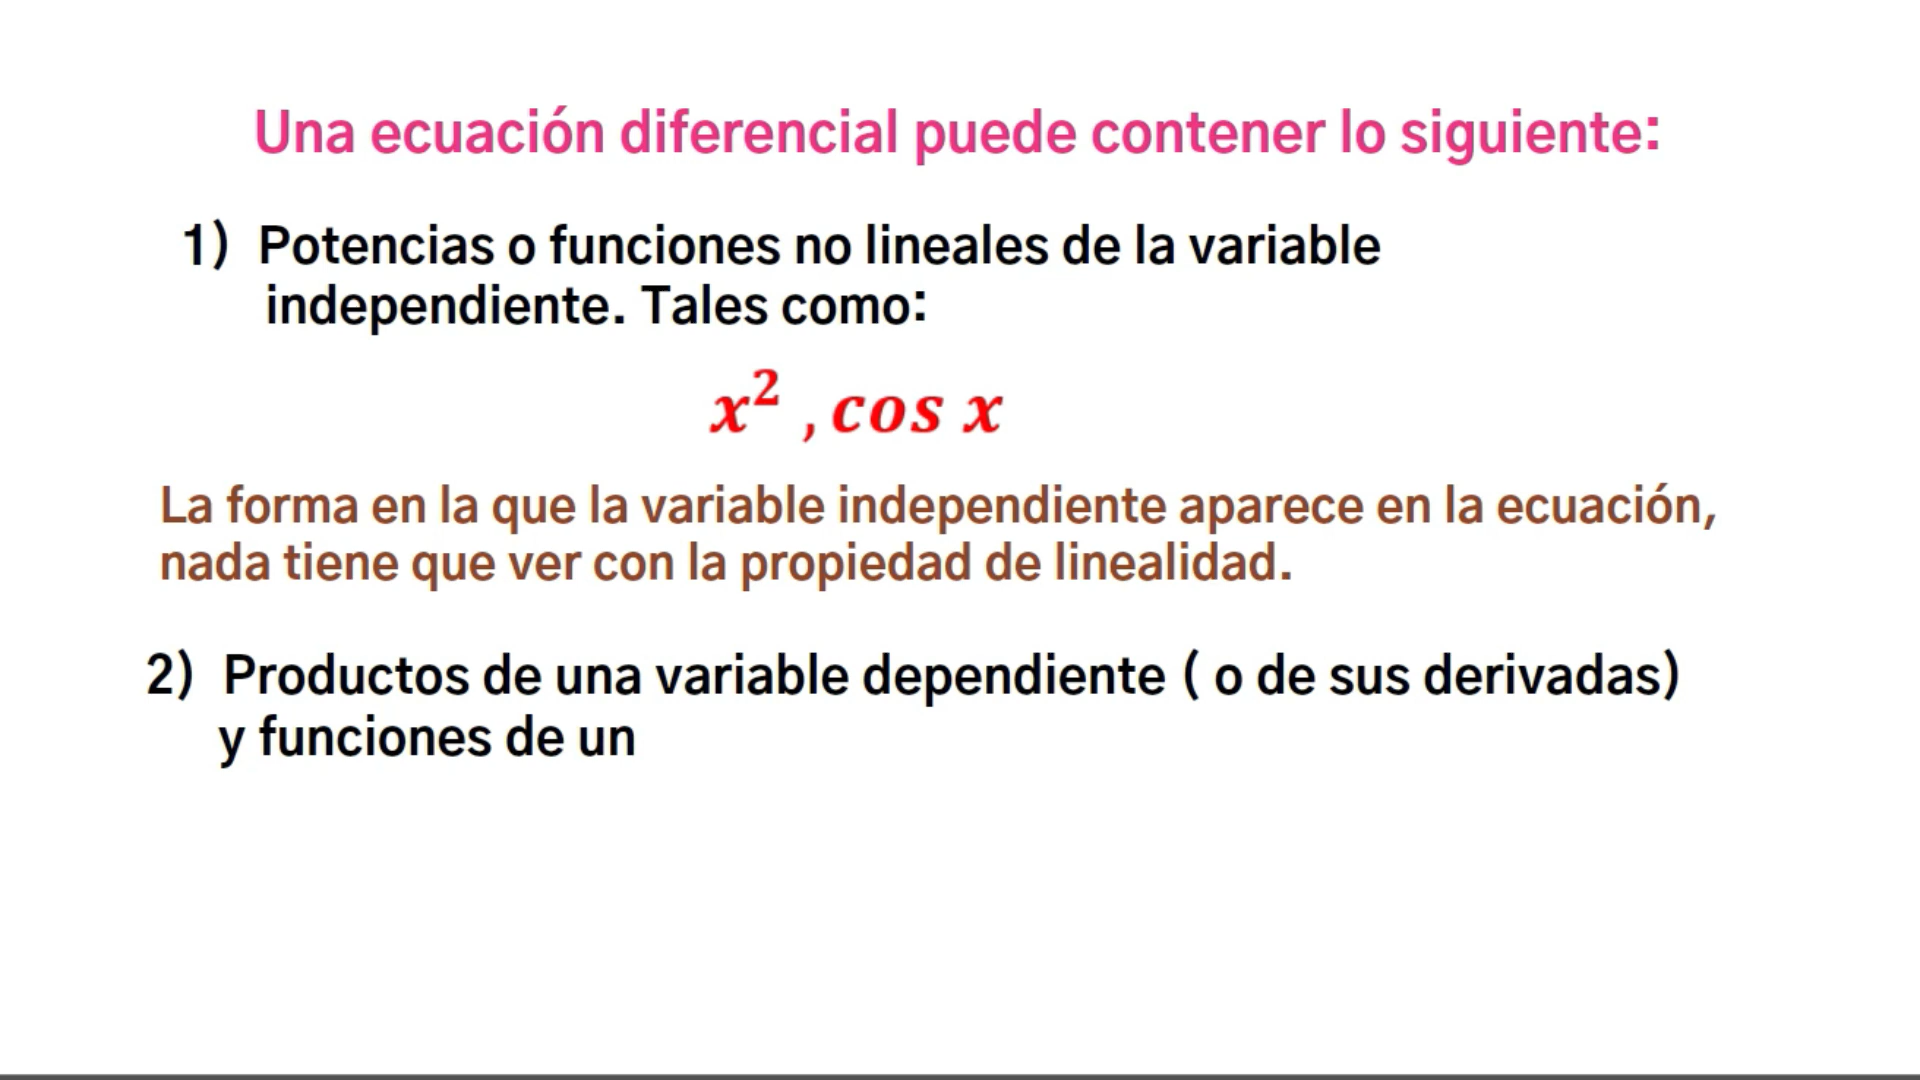 Una ecuación diferencial puede contener lo siguiente:
1) Potencias o funciones no lineales de la variable
independiente. Tales como:
x² , cos x
La forma en la que la variable independiente aparece en la ecuación,
nada tiene que ver con la propiedad de linealidad.
2) Productos de una variable dependiente ( o de sus derivadas)
y funciones de un